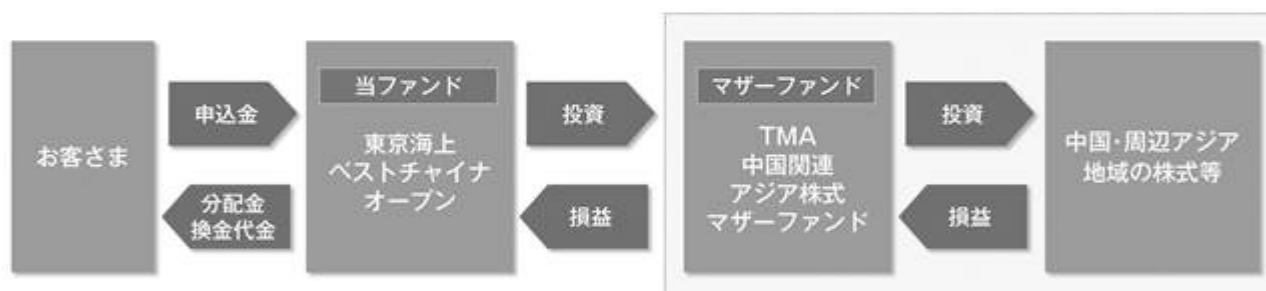 お客さま
申込金
分配金
換金代金
当ファンド
東京海上
ベストチャイナ
オープン
投資
損益
マザーファンド
TMA
中国関連
アジア株式
マザーファンド
投資
損益
中国・周辺アジア
地域の株式等